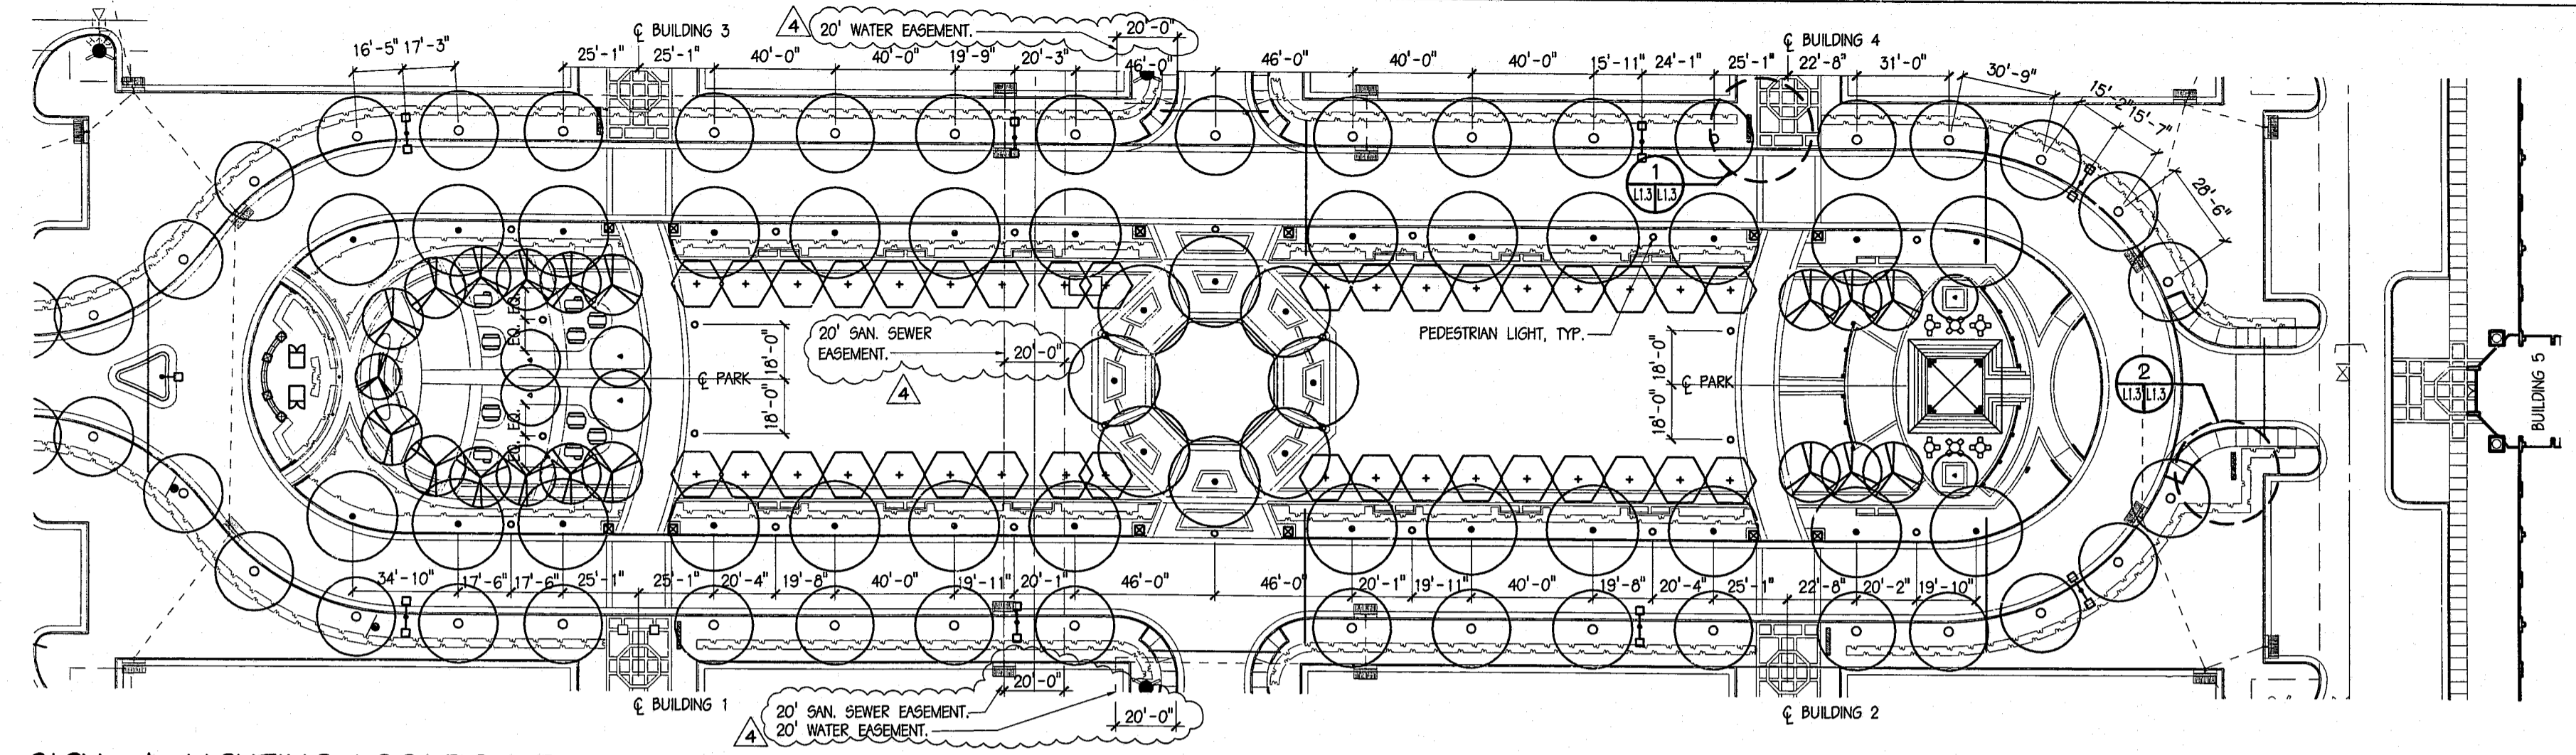 ℄ BUILDING 3
4
20' WATER EASEMENT.
20'-0"
℄ BUILDING 4
16'-5" 17'-3" 25'-1" 25'-1" 40'-0" 40'-0" 19'-9" 20'-3" 46'-0" 46'-0" 40'-0" 40'-0" 15'-11" 24'-1" 25'-1" 22'-8" 31'-0" 30'-9"
15'-2" 15'-7"
28'-6"
1
L1.3 L1.3
EQ. EQ.
20' SAN. SEWER
EASEMENT.
20'-0"
4
℄ PARK
18'-0" 18'-0"
PEDESTRIAN LIGHT, TYP.
℄ PARK
18'-0" 18'-0"
2
L1.3 L1.3
BUILDING 5
EQ. EQ.
34'-10" 17'-6" 17'-6" 25'-1" 25'-1" 20'-4" 19'-8" 40'-0" 19'-11" 20'-1" 46'-0" 46'-0" 20'-1" 19'-11" 40'-0" 19'-8" 20'-4" 25'-1" 22'-8" 20'-2" 19'-10"
℄ BUILDING 1
20'-0"
20' SAN. SEWER EASEMENT.
20' WATER EASEMENT.
20'-0"
4
℄ BUILDING 2